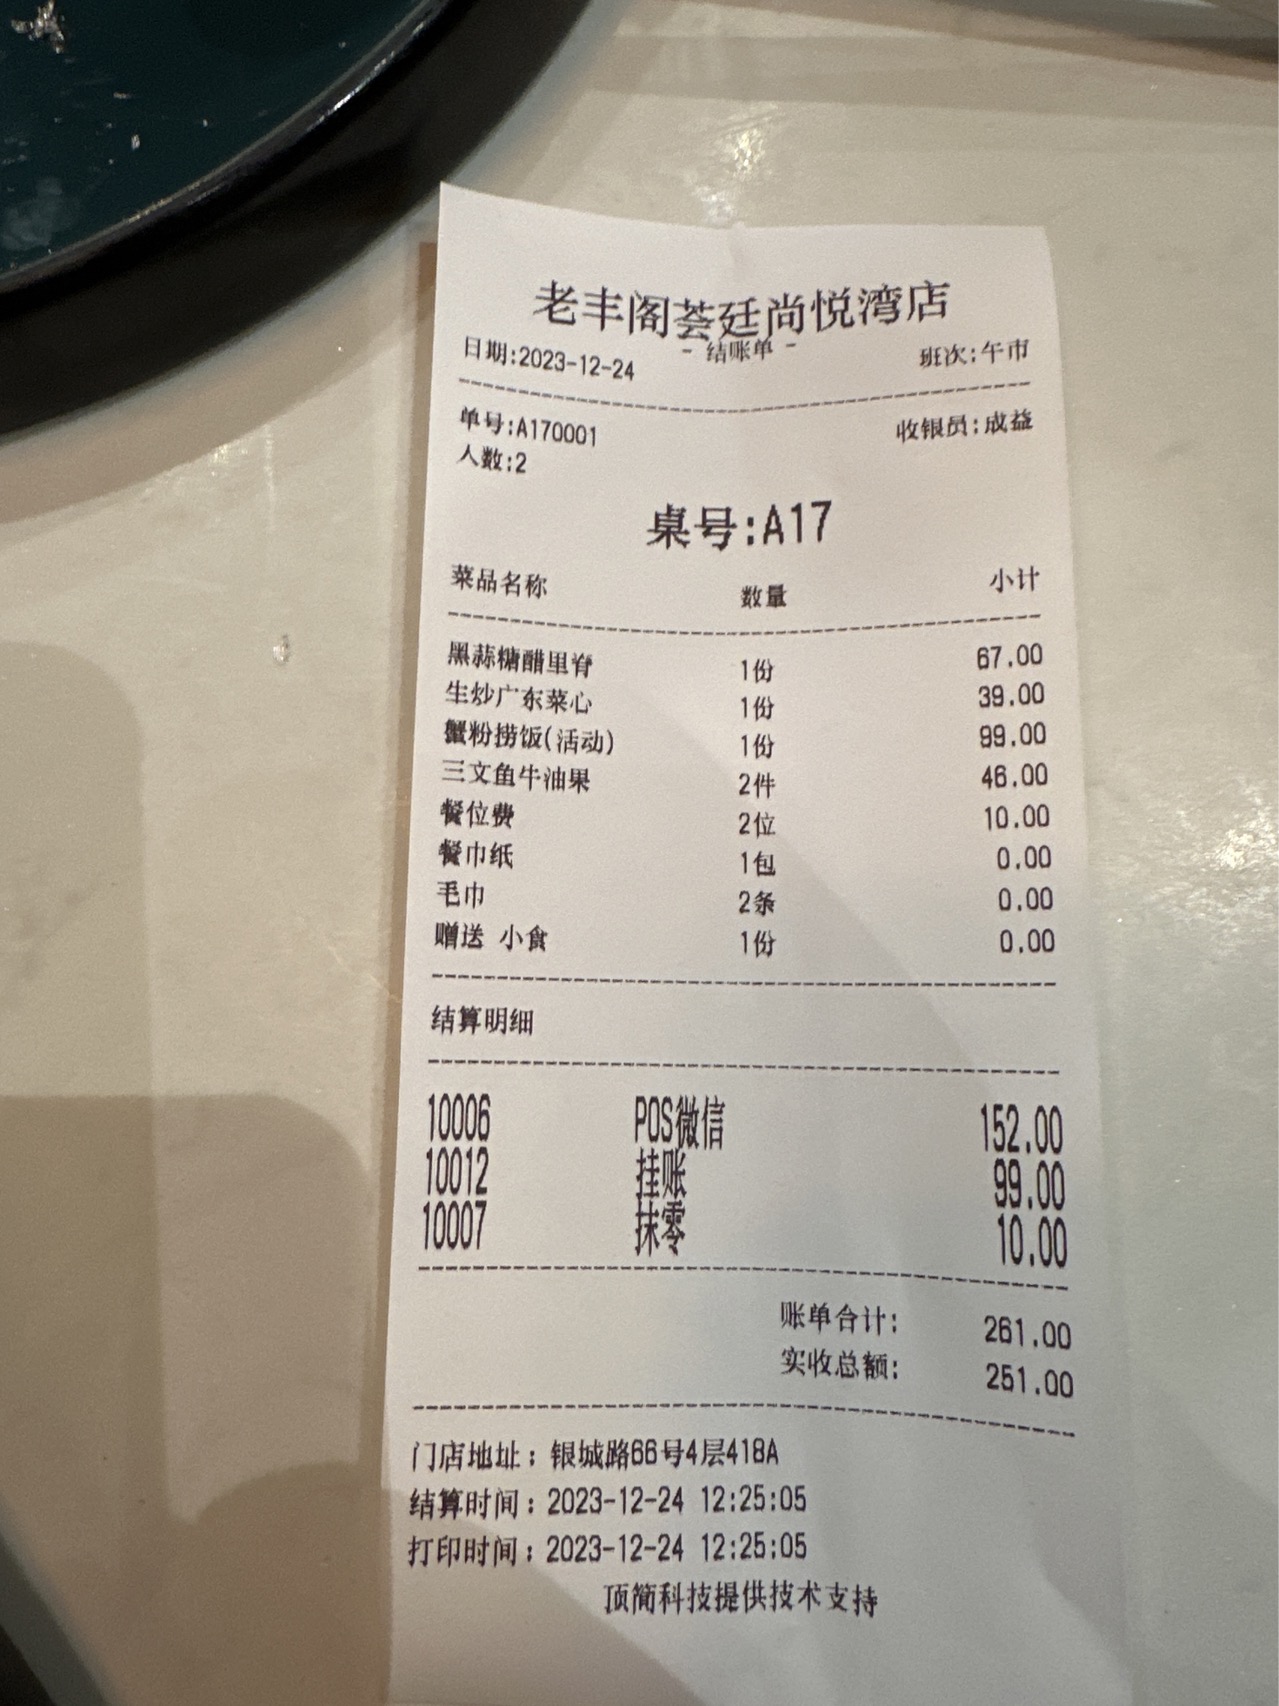 老丰阁荟廷尚悦湾店
- 结账单 -
日期:2023-12-24 班次:午市
单号:A170001 收银员:成益
人数:2
桌号:A17
菜品名称 数量 小计
黑蒜糖醋里脊 1份 67.00
生炒广东菜心 1份 39.00
蟹粉捞饭(活动) 1份 99.00
三文鱼牛油果 2件 46.00
餐位费 2位 10.00
餐巾纸 1包 0.00
毛巾 2条 0.00
赠送 小食 1份 0.00
结算明细
10006 POS微信 152.00
10012 挂账 99.00
10007 抹零 10.00
账单合计: 261.00
实收总额: 251.00
门店地址：银城路66号4层418A
结算时间：2023-12-24 12:25:05
打印时间：2023-12-24 12:25:05
顶简科技提供技术支持